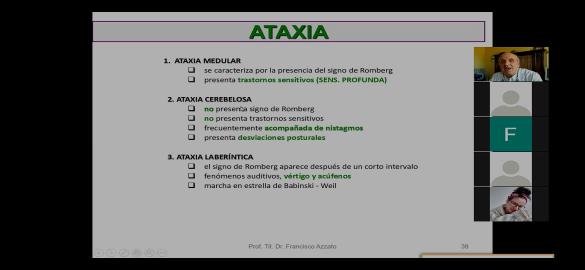 ATAXIA
1. ATAXIA MEDULAR
se caracteriza por la presencia del signo de Romberg
presenta trastornos sensitivos (SENS. PROFUNDA)
2. ATAXIA CEREBELOSA
no presenta signo de Romberg
no presenta trastornos sensitivos
frecuentemente acompañada de nistagmos
presenta desviaciones posturales
3. ATAXIA LABERÍNTICA
el signo de Romberg aparece después de un corto intervalo
fenómenos auditivos, vértigo y acúfenos
marcha en estrella de Babinski - Weil
Prof. Tit. Dr. Francisco Azzato
38
F